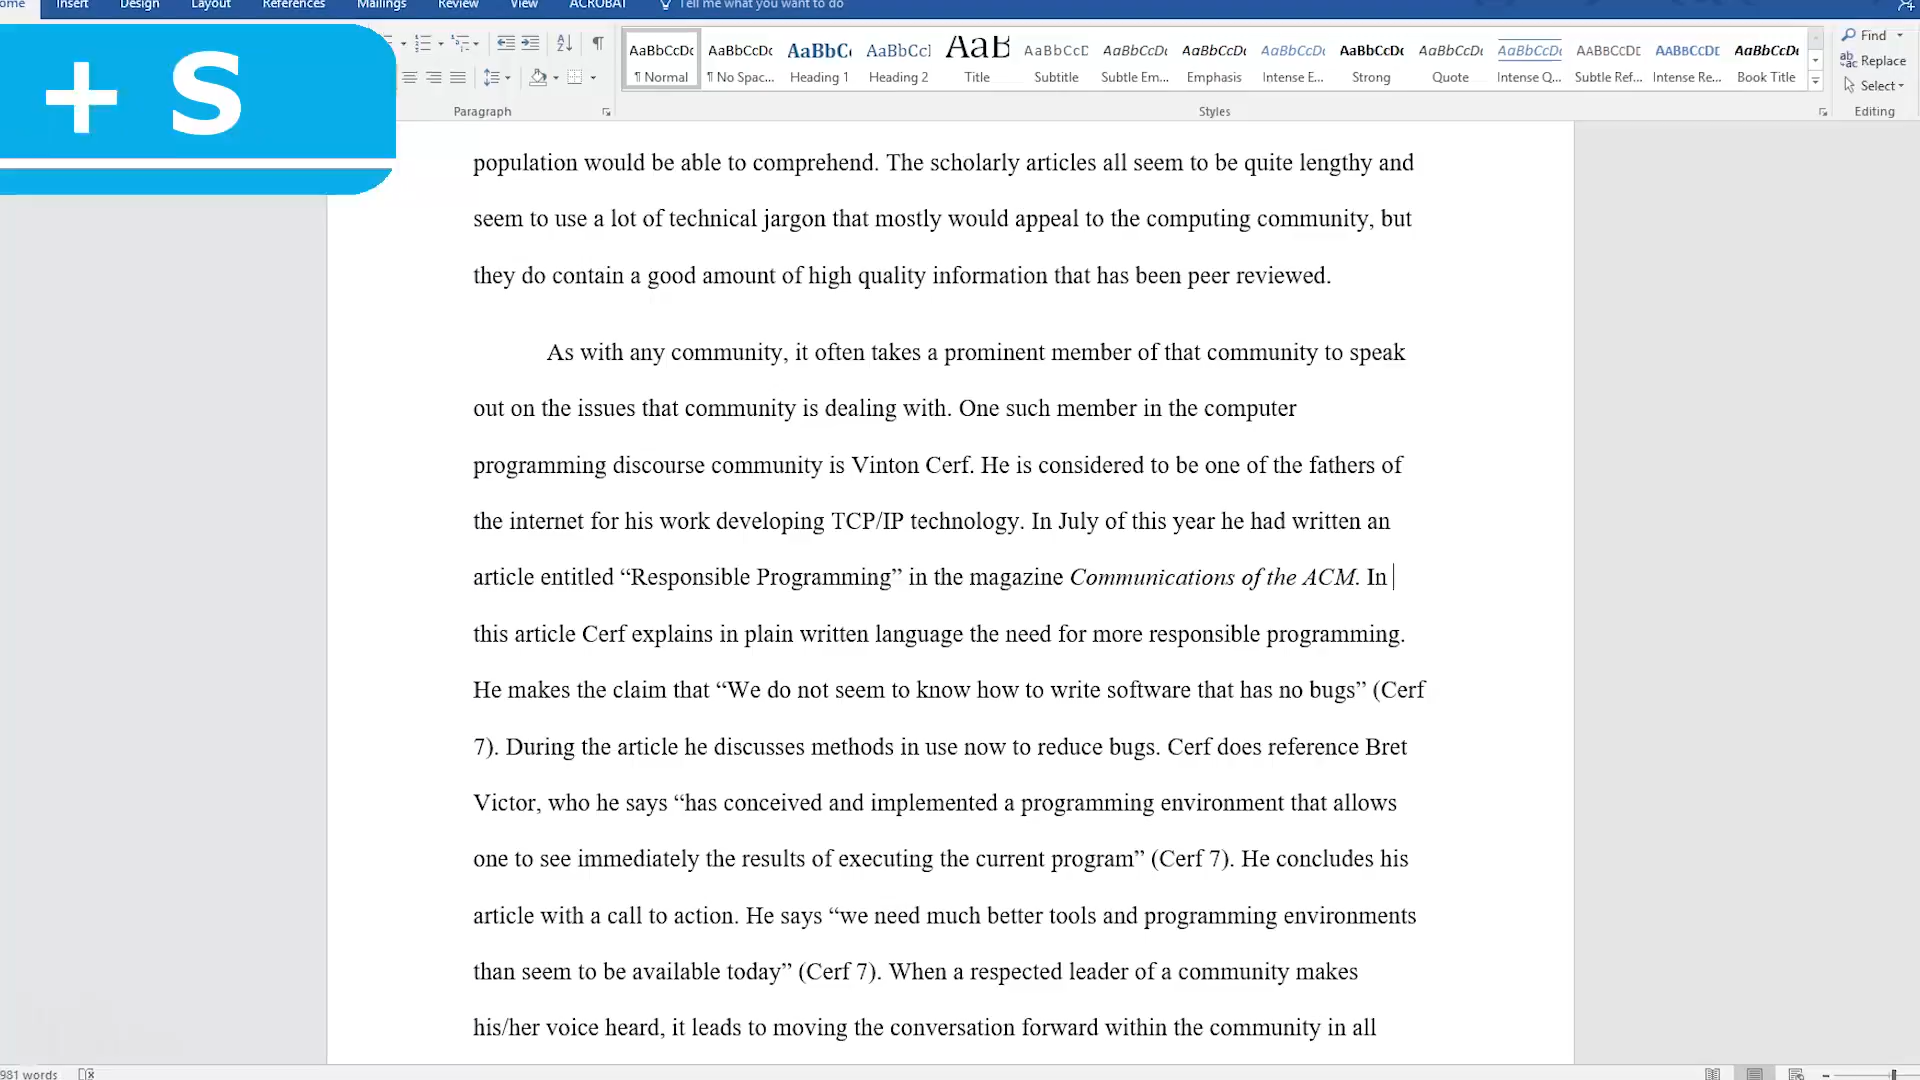 ome Insert Design Layout References Mailings Review View ACROBAT Tell me what you want to do
+ S
AaBbCcDc AaBbCcDc AaBbC AaBbCcI AaB AaBbCcD AaBbCcDc AaBbCcDc AaBbCcDc AaBbCcDc AaBbCcDc AaBbCcDc AABBCCDE AABBCCDE AaBbCcDc
¶ Normal ¶ No Spac... Heading 1 Heading 2 Title Subtitle Subtle Em... Emphasis Intense E... Strong Quote Intense Q... Subtle Ref... Intense Re... Book Title
Find
Replace
Select
Paragraph Styles Editing
population would be able to comprehend. The scholarly articles all seem to be quite lengthy and
seem to use a lot of technical jargon that mostly would appeal to the computing community, but
they do contain a good amount of high quality information that has been peer reviewed.
As with any community, it often takes a prominent member of that community to speak
out on the issues that community is dealing with. One such member in the computer
programming discourse community is Vinton Cerf. He is considered to be one of the fathers of
the internet for his work developing TCP/IP technology. In July of this year he had written an
article entitled “Responsible Programming” in the magazine Communications of the ACM. In
this article Cerf explains in plain written language the need for more responsible programming.
He makes the claim that “We do not seem to know how to write software that has no bugs” (Cerf
7). During the article he discusses methods in use now to reduce bugs. Cerf does reference Bret
Victor, who he says “has conceived and implemented a programming environment that allows
one to see immediately the results of executing the current program” (Cerf 7). He concludes his
article with a call to action. He says “we need much better tools and programming environments
than seem to be available today” (Cerf 7). When a respected leader of a community makes
his/her voice heard, it leads to moving the conversation forward within the community in all
981 words